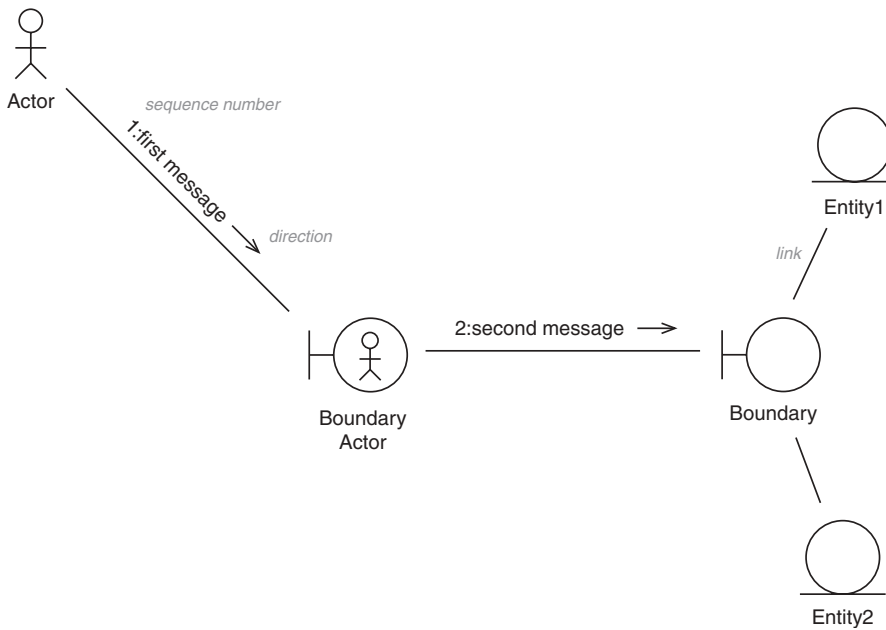 Actor
sequence number
1:first message
direction
Entity1
link
2:second message
Boundary
Actor
Boundary
Entity2